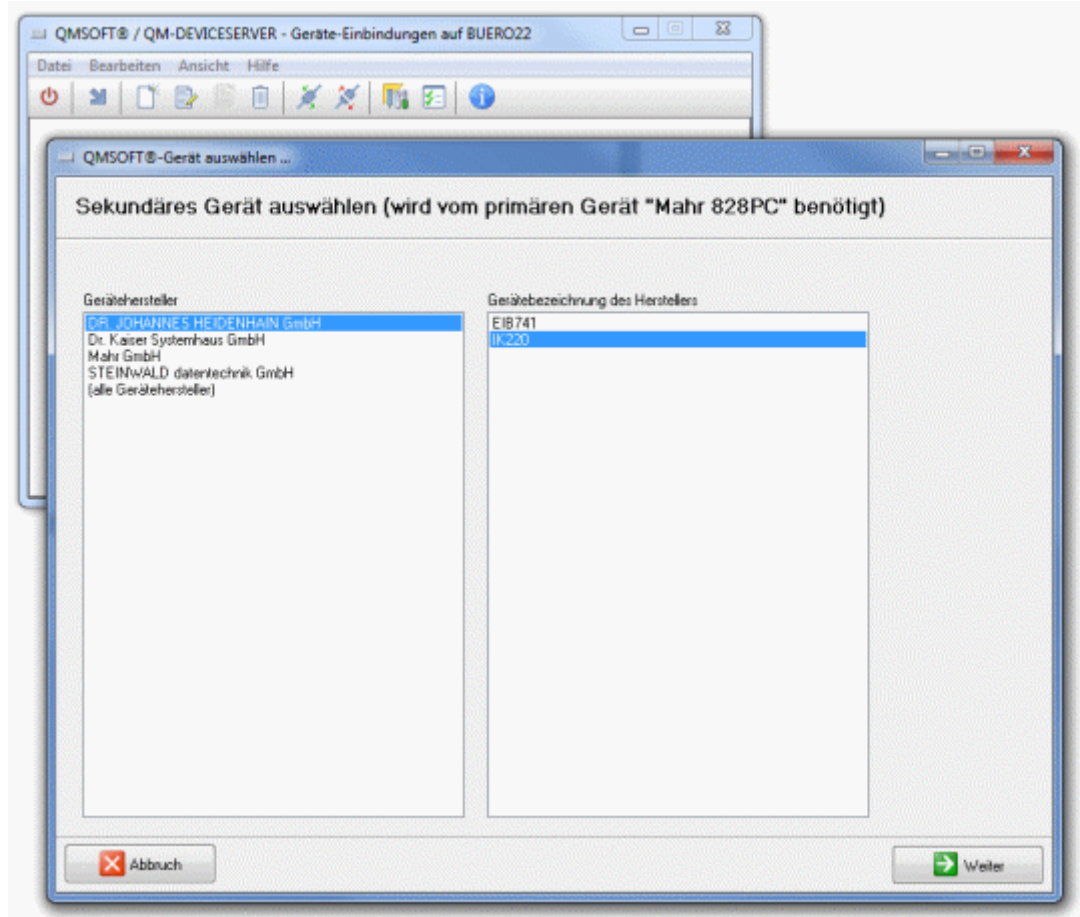 QMSOFT® / QM-DEVICESERVER - Geräte-Einbindungen auf BUERO22
Datei Bearbeiten Ansicht Hilfe
QMSOFT®-Gerät auswählen ...
Sekundäres Gerät auswählen (wird vom primären Gerät "Mahr 828PC" benötigt)
Gerätehersteller
DR. JOHANNES HEIDENHAIN GmbH
Dr. Kaiser Systemhaus GmbH
Mahr GmbH
STEINWALD datentechnik GmbH
(alle Gerätehersteller)
Gerätebezeichnung des Herstellers
EIB741
IK220
Abbruch
Weiter